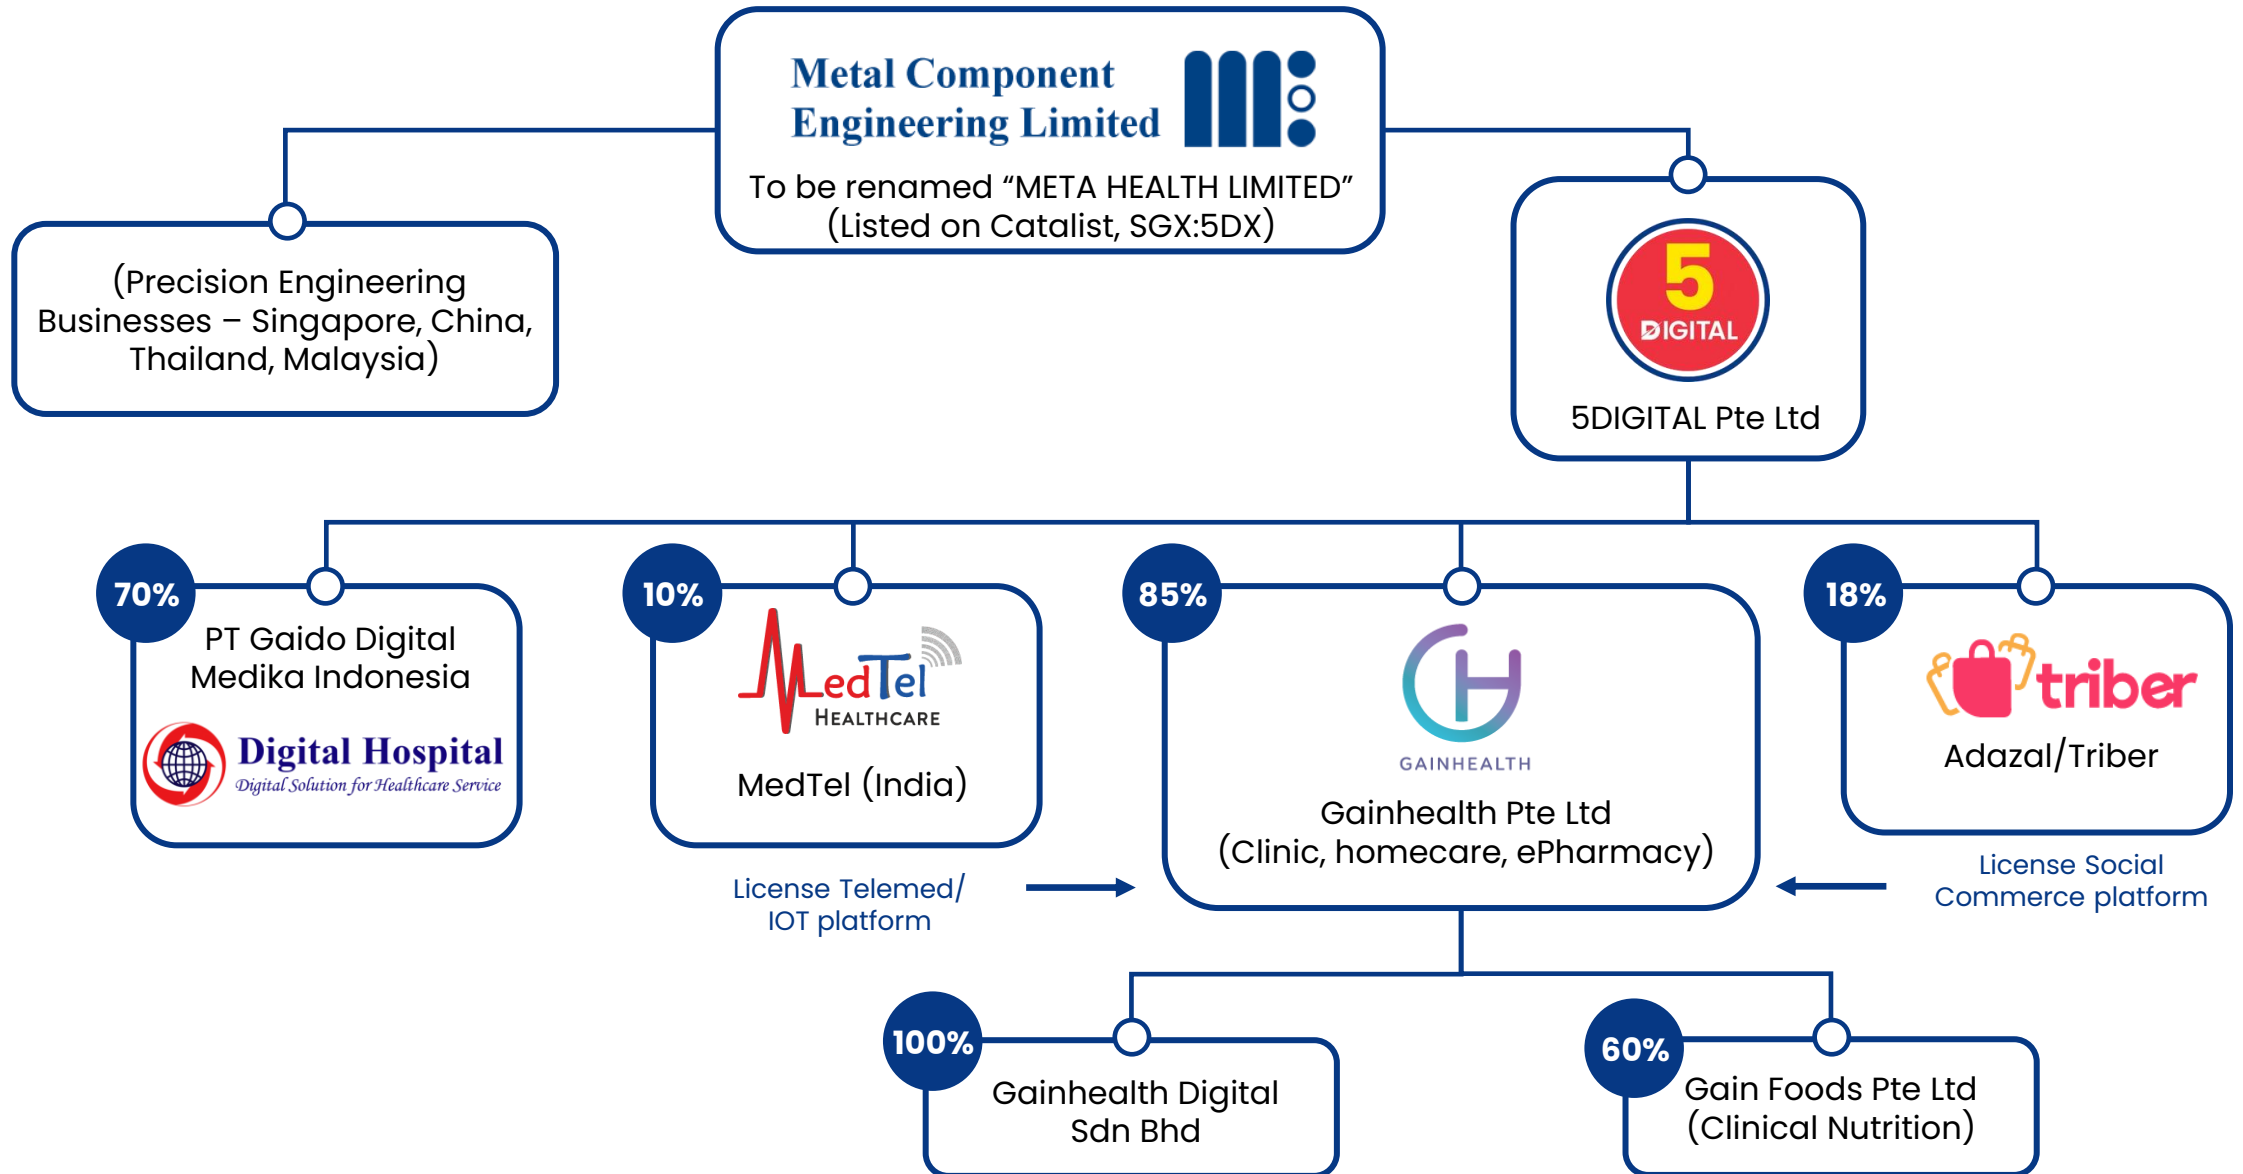 Metal Component
Engineering Limited
To be renamed “META HEALTH LIMITED”
(Listed on Catalist, SGX:5DX)
(Precision Engineering
Businesses – Singapore, China,
Thailand, Malaysia)
5
DIGITAL
5DIGITAL Pte Ltd
70%
PT Gaido Digital
Medika Indonesia
Digital Hospital
Digital Solution for Healthcare Service
10%
MedTel
HEALTHCARE
MedTel (India)
License Telemed/
IOT platform
85%
GAINHEALTH
Gainhealth Pte Ltd
(Clinic, homecare, ePharmacy)
18%
triber
Adazal/Triber
License Social
Commerce platform
100%
Gainhealth Digital
Sdn Bhd
60%
Gain Foods Pte Ltd
(Clinical Nutrition)